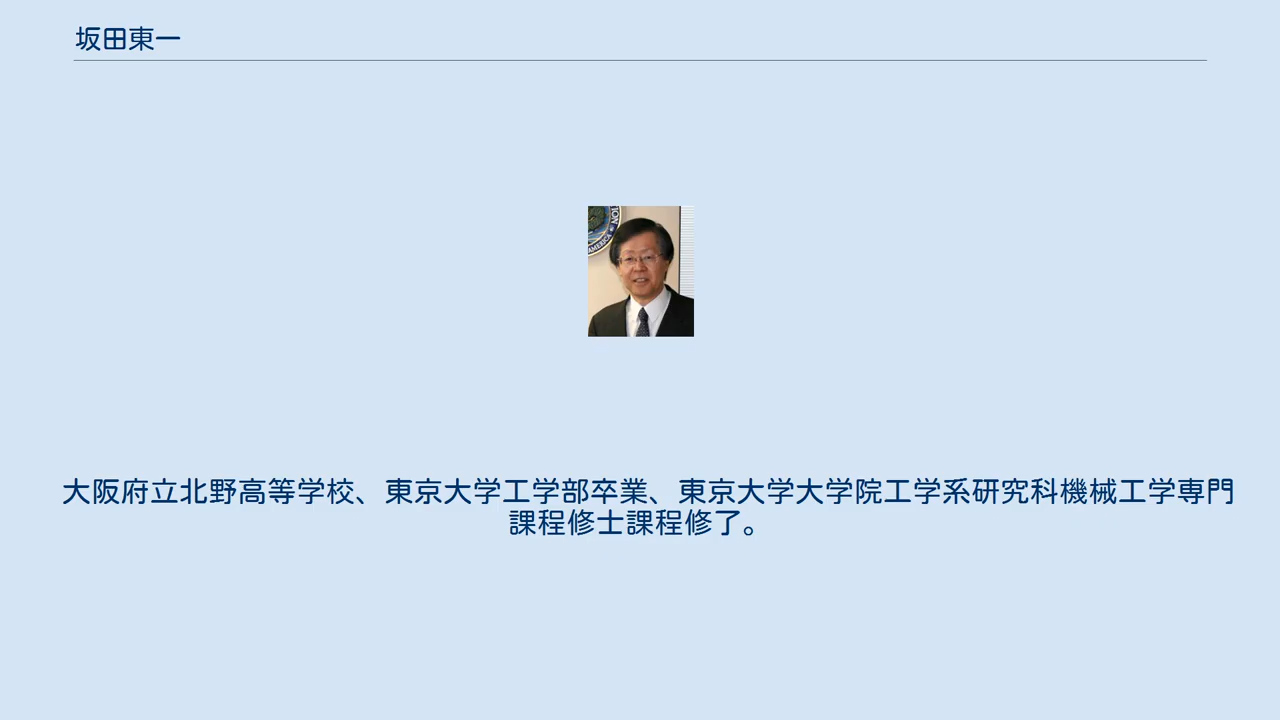 坂田東一
大阪府立北野高等学校、東京大学工学部卒業、東京大学大学院工学系研究科機械工学専門
課程修士課程修了。
AMERICA